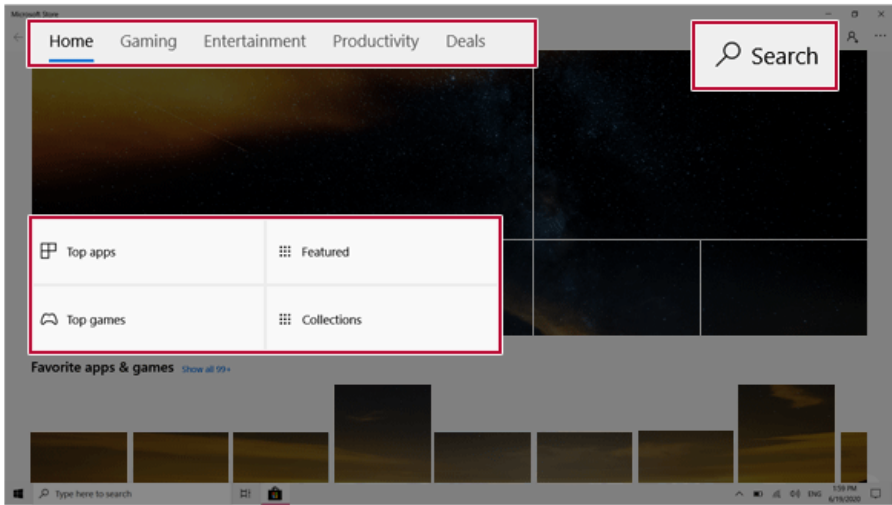 Microsoft Store
Home Gaming Entertainment Productivity Deals
Search
Top apps Featured
Top games Collections
Favorite apps & games Show all 99+
Type here to search
ENG
1:59 PM
6/19/2020